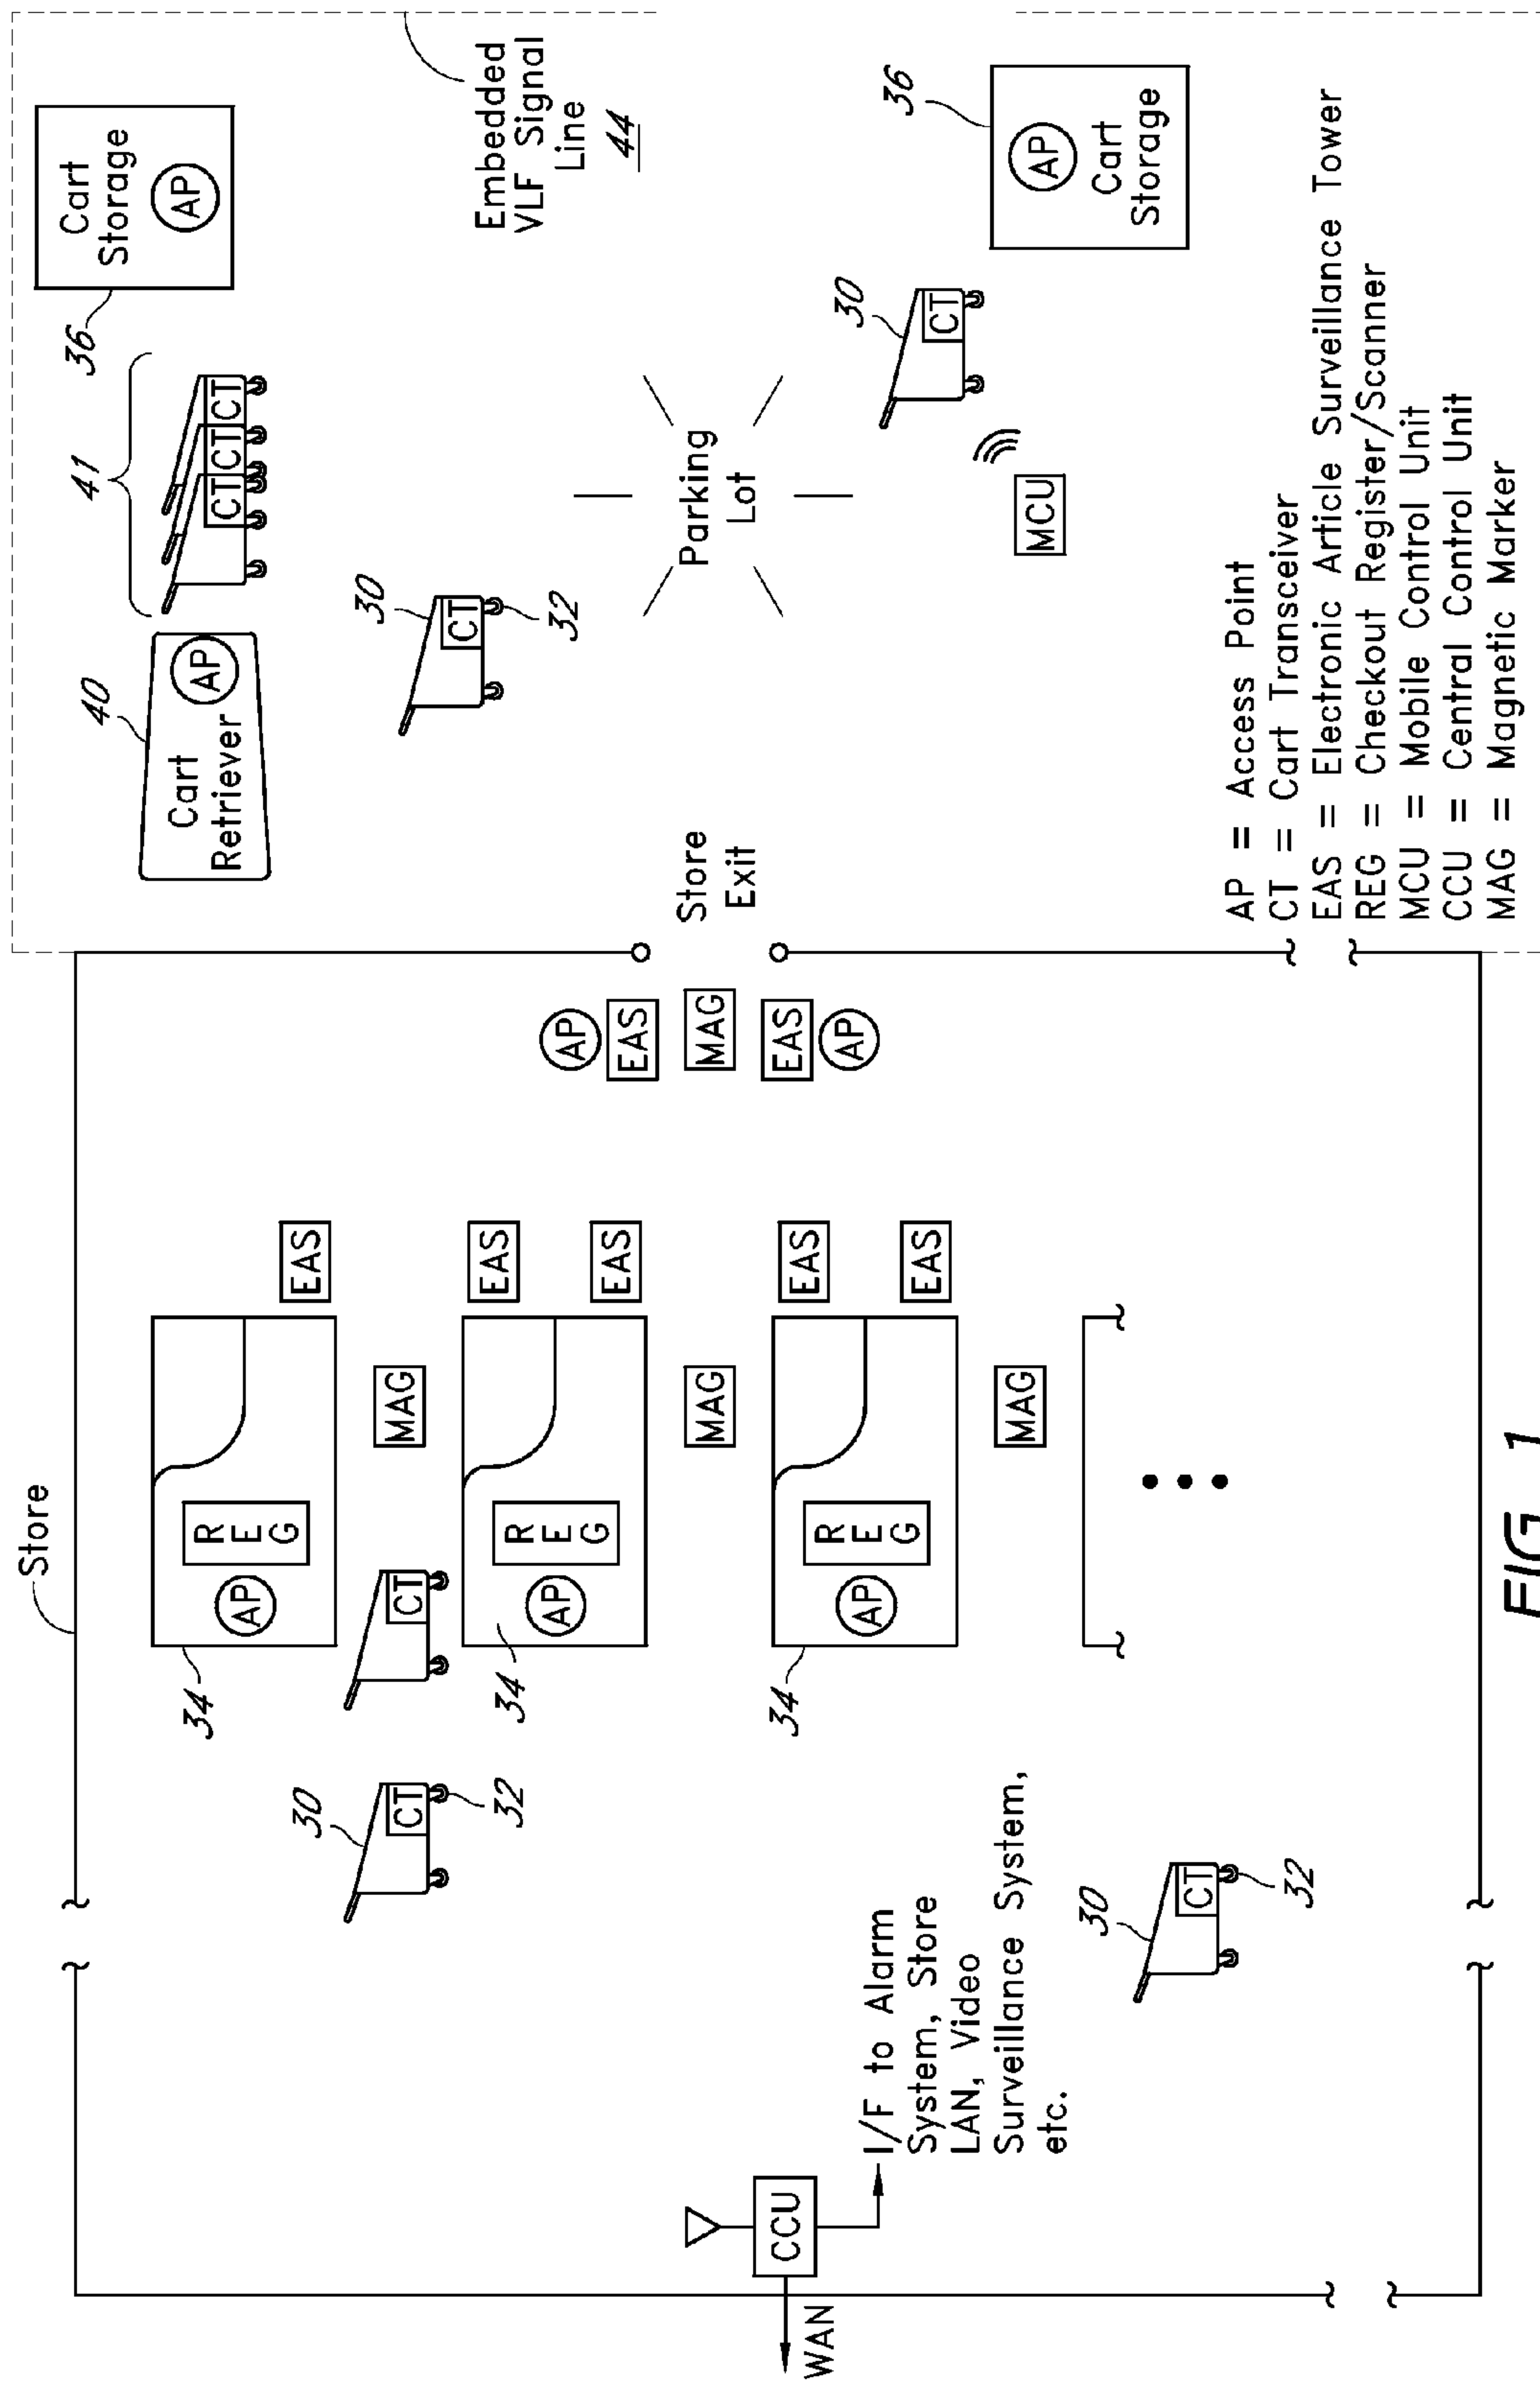 Store
34
AP
REG
EAS
MAG
CT
34
AP
REG
EAS
EAS
MAG
30
CT
32
34
AP
REG
EAS
EAS
MAG
WAN
CCU
I/F to Alarm
System, Store
LAN, Video
Surveillance System,
etc.
30
CT
32
AP
EAS
MAG
EAS
AP
Store
Exit
40
Cart
Retriever
AP
41
CT
CT
CT
36
Cart
Storage
AP
30
CT
32
Embedded
VLF Signal
Line
44
Parking
Lot
30
CT
MCU
36
AP
Cart
Storage
AP = Access Point
CT = Cart Transceiver
EAS = Electronic Article Surveillance Tower
REG = Checkout Register/Scanner
MCU = Mobile Control Unit
CCU = Central Control Unit
MAG = Magnetic Marker
FIG. 1